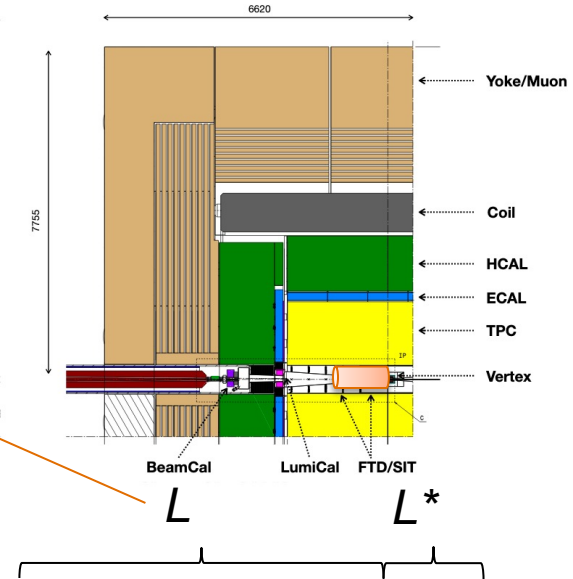 6620
7755
Yoke/Muon
Coil
HCAL
ECAL
TPC
IP
Vertex
C
BeamCal LumiCal FTD/SIT
L L*